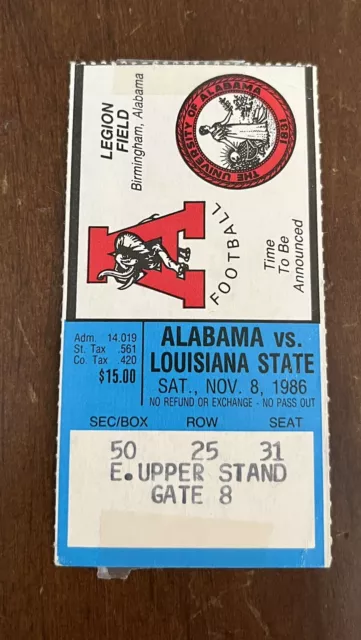 LEGION
FIELD
Birmingham, Alabama
THE UNIVERSITY OF ALABAMA
1831
A
FOOTBALL
Time
To Be
Announced
Adm. 14.019
St. Tax .561
Co. Tax .420
$15.00
ALABAMA vs.
LOUISIANA STATE
SAT., NOV. 8, 1986
NO REFUND OR EXCHANGE - NO PASS OUT
SEC/BOX ROW SEAT
50 25 31
E.UPPER STAND
GATE 8